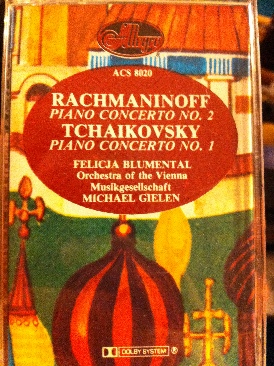 Allegro
ACS 8020
RACHMANINOFF
PIANO CONCERTO NO. 2
TCHAIKOVSKY
PIANO CONCERTO NO. 1
FELICJA BLUMENTAL
Orchestra of the Vienna
Musikgesellschaft
MICHAEL GIELEN
DOLBY SYSTEM ®